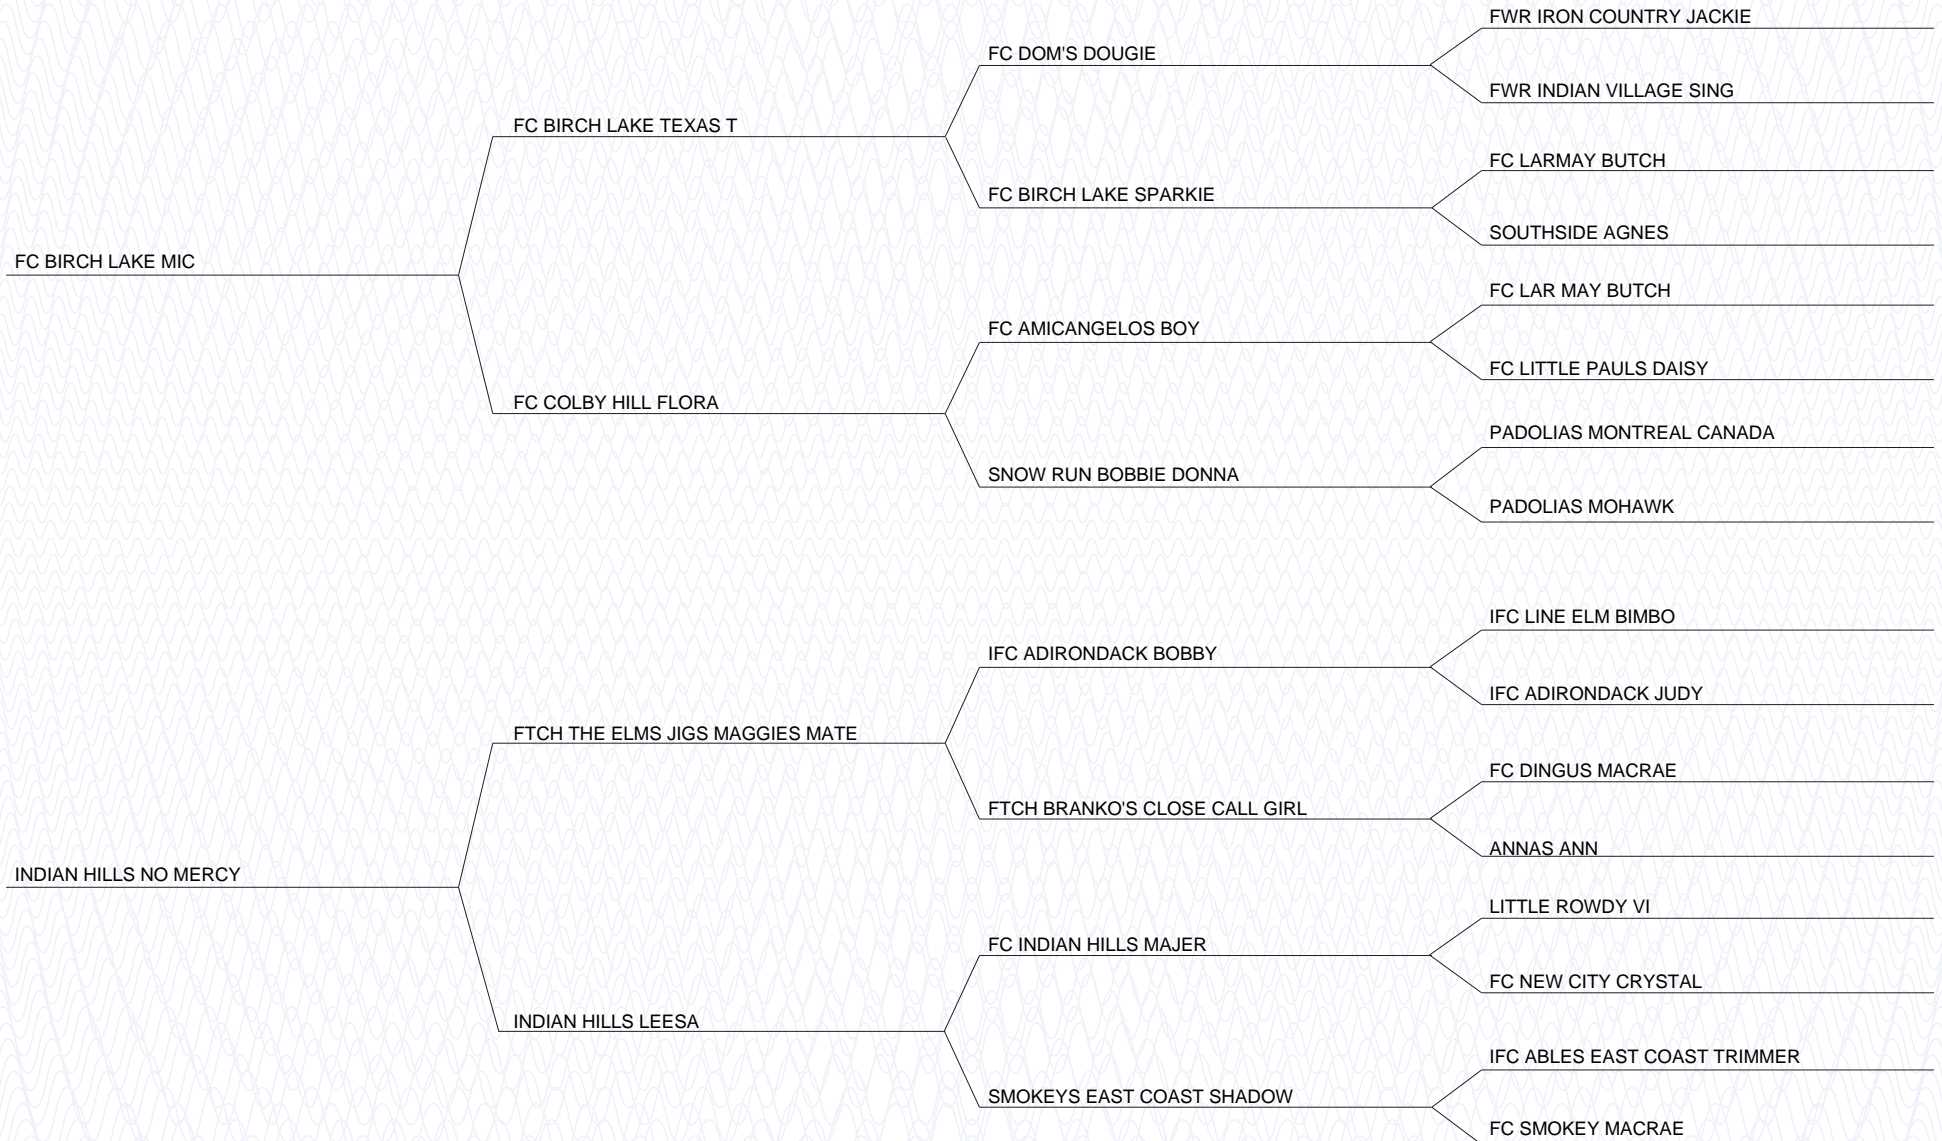 FWR IRON COUNTRY JACKIE
FC DOM'S DOUGIE
FWR INDIAN VILLAGE SING
FC BIRCH LAKE TEXAS T
FC LARMAY BUTCH
FC BIRCH LAKE SPARKIE
SOUTHSIDE AGNES
FC BIRCH LAKE MIC
FC LAR MAY BUTCH
FC AMICANGELOS BOY
FC LITTLE PAULS DAISY
FC COLBY HILL FLORA
PADOLIAS MONTREAL CANADA
SNOW RUN BOBBIE DONNA
PADOLIAS MOHAWK
IFC LINE ELM BIMBO
IFC ADIRONDACK BOBBY
IFC ADIRONDACK JUDY
FTCH THE ELMS JIGS MAGGIES MATE
FC DINGUS MACRAE
FTCH BRANKO'S CLOSE CALL GIRL
ANNAS ANN
INDIAN HILLS NO MERCY
LITTLE ROWDY VI
FC INDIAN HILLS MAJER
FC NEW CITY CRYSTAL
INDIAN HILLS LEESA
IFC ABLES EAST COAST TRIMMER
SMOKEYS EAST COAST SHADOW
FC SMOKEY MACRAE